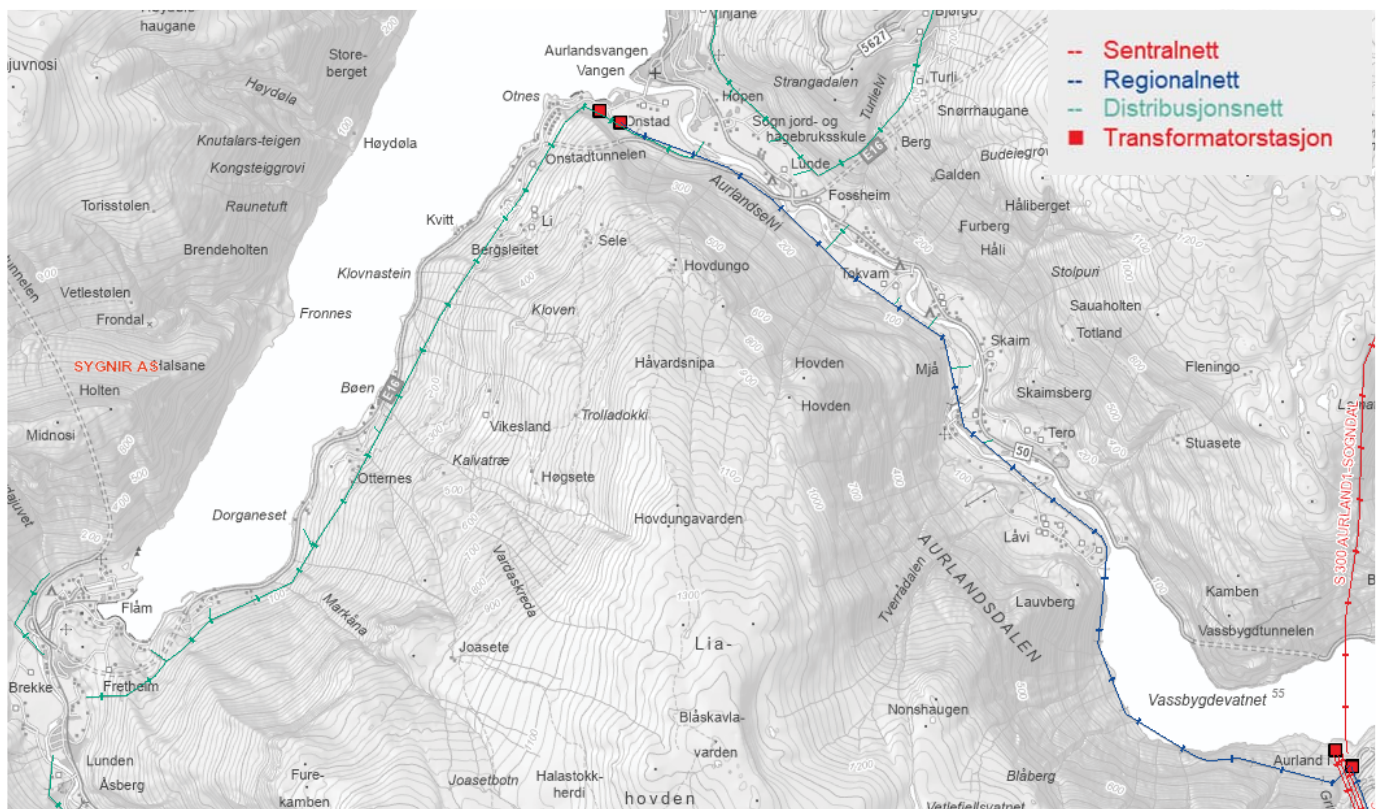 haugane
Store-
berget
Høydøla
Knutalars-teigen
Kongsteiggrovi
Raunetuft
Torisstølen
Brendeholten
Høydøla
Vetlestølen
Frondal
SYGNIR AS
Holten
Midnosi
Fronnes
Klovnastein
Kvitt
Bøen
E16
Dorganeset
Otternes
Flåm
Brekke
Fretheim
Lunden
Åsberg
Markåna
Otnes
Aurlandsvangen
Vangen
Onstad
Onstadtunnelen
Li
Sele
Bergsleitet
Hovdungo
Kloven
Håvardsnipa
Trolladokki
Vikesland
Kalvatræ
Høgsete
Hovdungavarden
Vardaskreda
Joasete
Joasetbotn
Fure-
kamben
Halastokk-
herdi
Lia-
hovden
Blåskavla-
varden
Vinjane
Bjørgo
5627
Strangadalen
Turlielvi
Turli
Hopen
Sogn jord- og
hagebruksskule
Snørrhaugane
E16
Berg
Lunde
Galden
Fossheim
Aurlandselvi
Håliberget
Furberg
Håli
Tokvam
Stolpuri
Sauaholten
Totland
Skaim
Hovden
Hovden
Mjå
Skaimsberg
Fleningo
Stuasete
Tero
50
Låvi
Tverrådalen
AURLANDSDALEN
Lauvberg
Kamben
Vassbygdtunnelen
Vassbygdevatnet 55
Nonshaugen
Blåberg
Vetlefjellsvatnet
Aurland I
S 300 AURLAND1-SOGNDAL
Sentralnett
Regionalnett
Distribusjonsnett
Transformatorstasjon